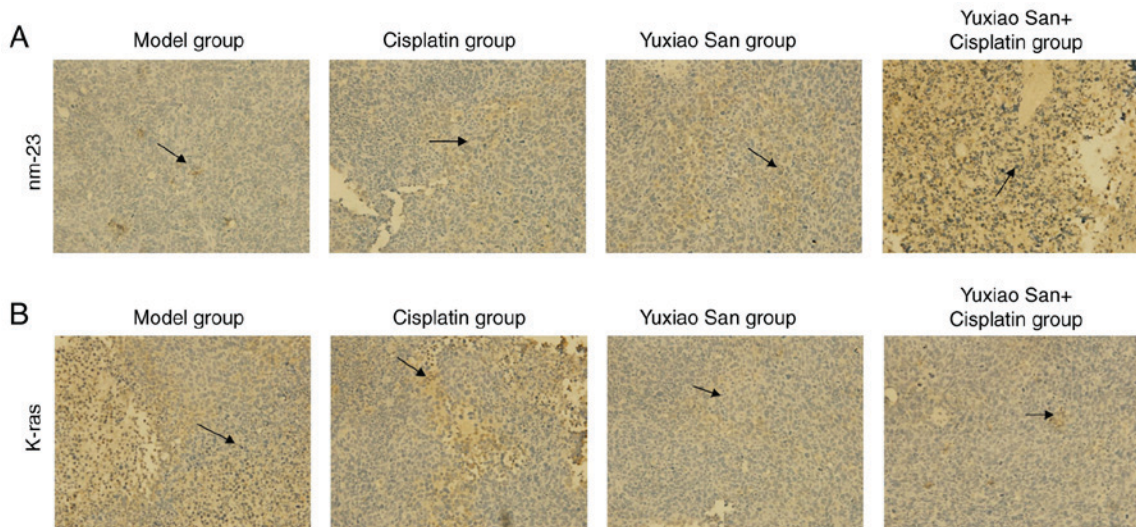 A
Model group
Cisplatin group
Yuxiao San group
Yuxiao San+
Cisplatin group
nm-23
B
Model group
Cisplatin group
Yuxiao San group
Yuxiao San+
Cisplatin group
K-ras